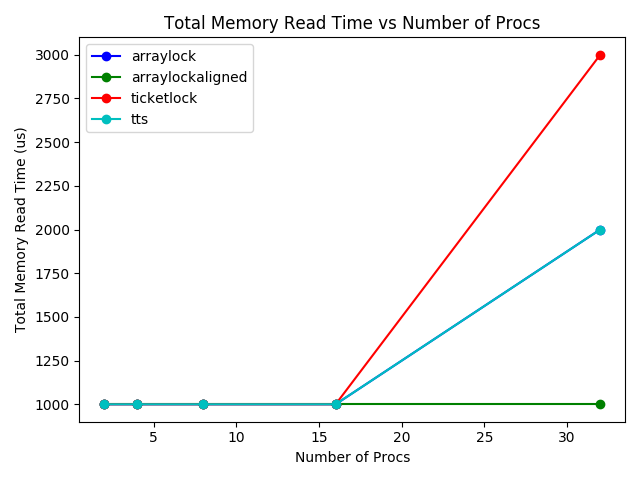 Total Memory Read Time vs Number of Procs
arraylock
arraylockaligned
ticketlock
tts
Total Memory Read Time (us)
3000
2750
2500
2250
2000
1750
1500
1250
1000
5 10 15 20 25 30
Number of Procs